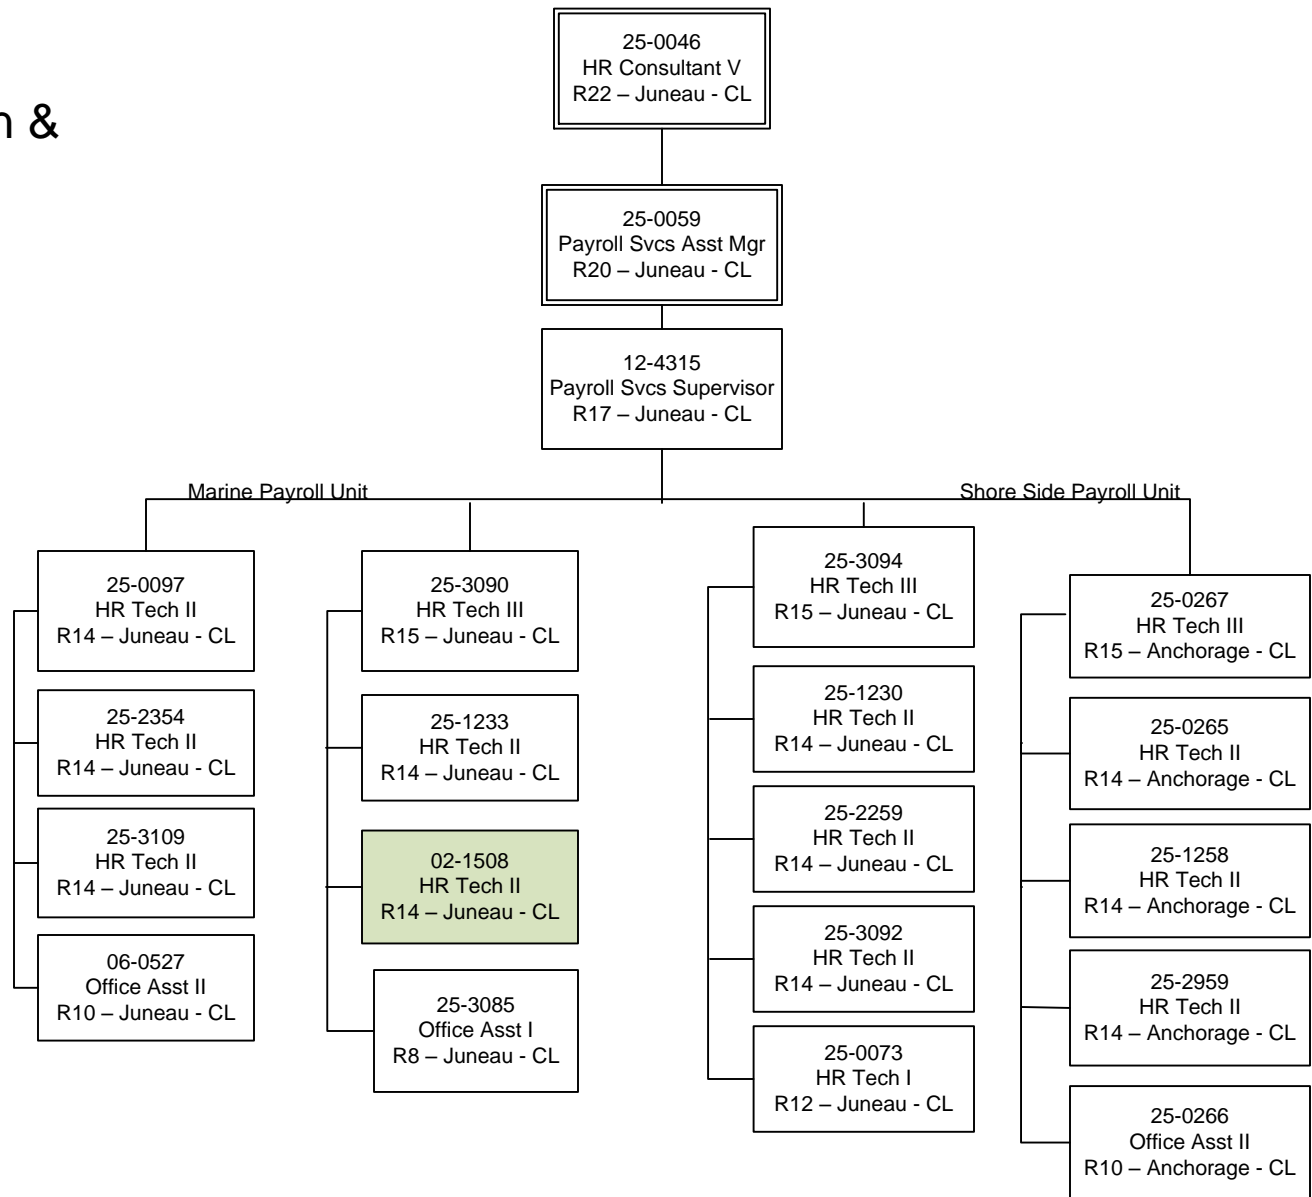 n &
25-0046
HR Consultant V
R22 – Juneau - CL
25-0059
Payroll Svcs Asst Mgr
R20 – Juneau - CL
12-4315
Payroll Svcs Supervisor
R17 – Juneau - CL
Marine Payroll Unit
Shore Side Payroll Unit
25-0097
HR Tech II
R14 – Juneau - CL
25-2354
HR Tech II
R14 – Juneau - CL
25-3109
HR Tech II
R14 – Juneau - CL
06-0527
Office Asst II
R10 – Juneau - CL
25-3090
HR Tech III
R15 – Juneau - CL
25-1233
HR Tech II
R14 – Juneau - CL
02-1508
HR Tech II
R14 – Juneau - CL
25-3085
Office Asst I
R8 – Juneau - CL
25-3094
HR Tech III
R15 – Juneau - CL
25-1230
HR Tech II
R14 – Juneau - CL
25-2259
HR Tech II
R14 – Juneau - CL
25-3092
HR Tech II
R14 – Juneau - CL
25-0073
HR Tech I
R12 – Juneau - CL
25-0267
HR Tech III
R15 – Anchorage - CL
25-0265
HR Tech II
R14 – Anchorage - CL
25-1258
HR Tech II
R14 – Anchorage - CL
25-2959
HR Tech II
R14 – Anchorage - CL
25-0266
Office Asst II
R10 – Anchorage - CL